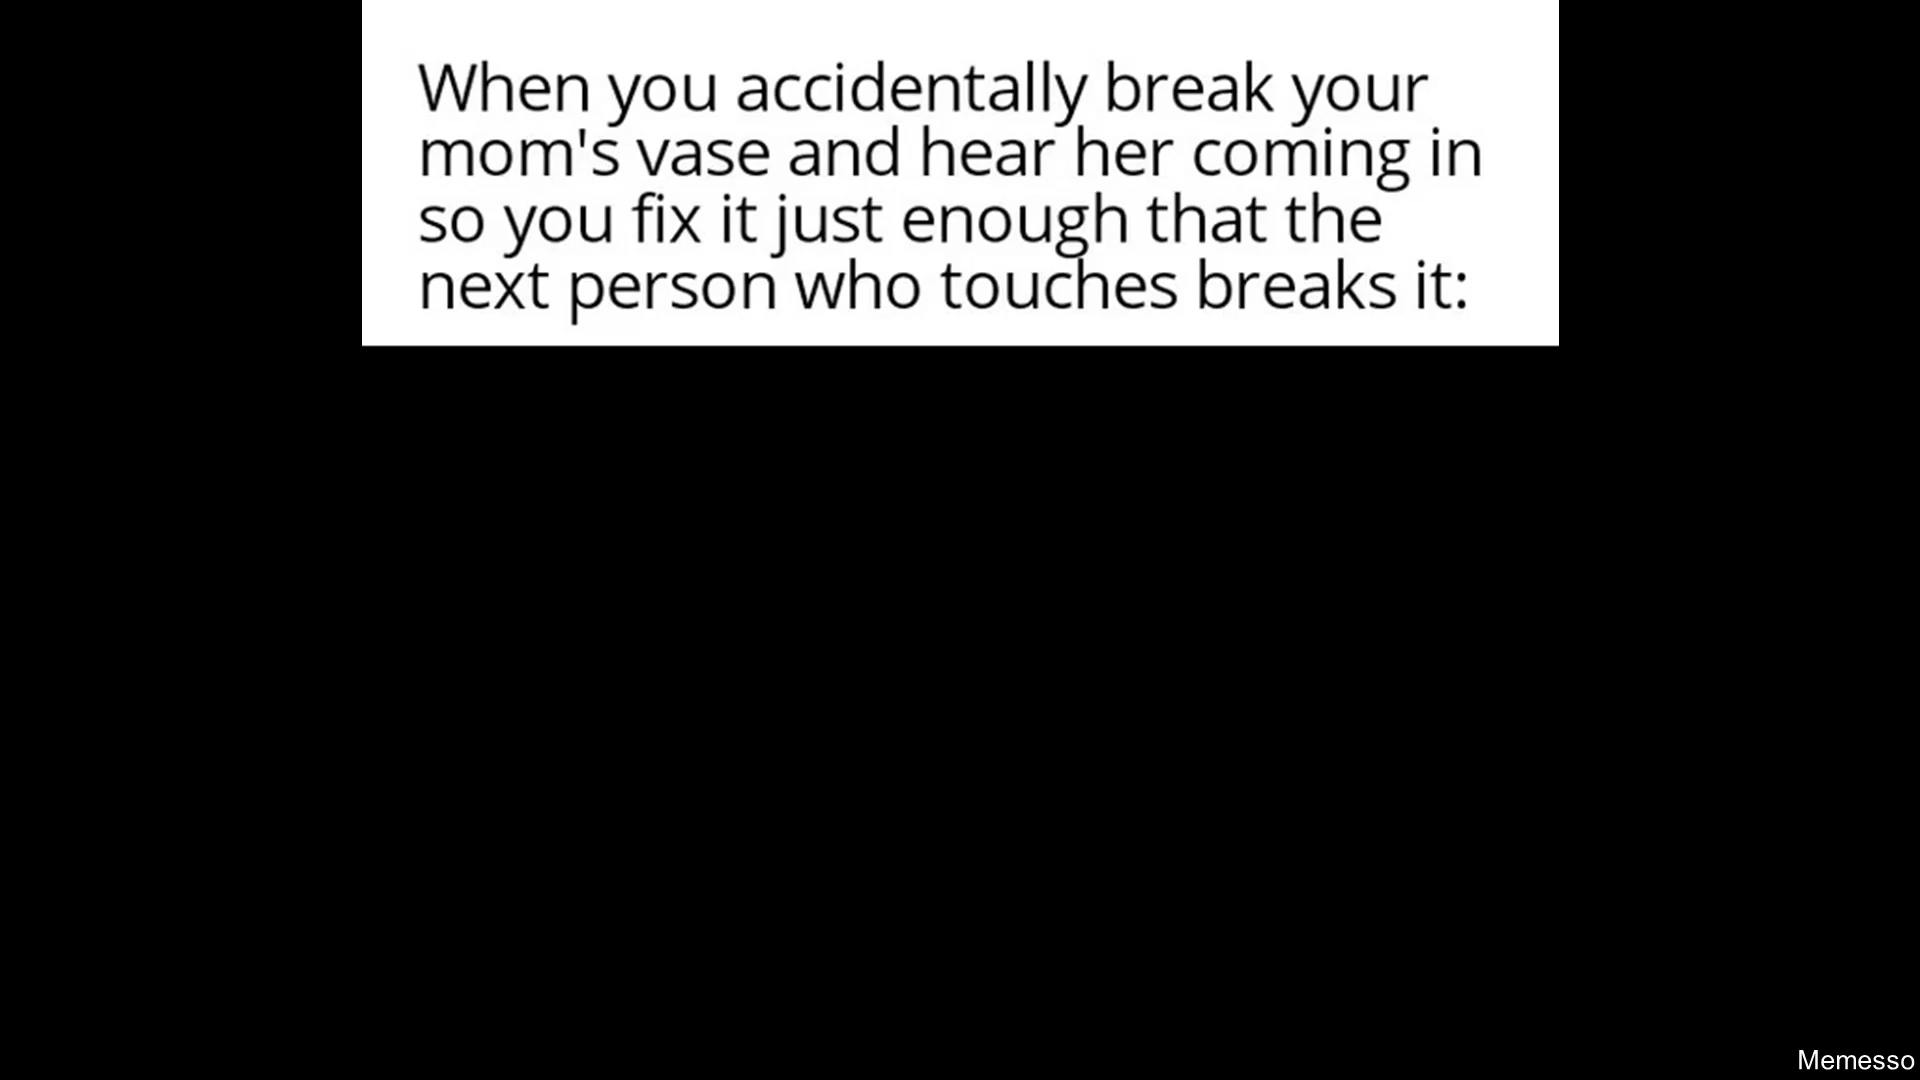 When you accidentally break your
mom's vase and hear her coming in
so you fix it just enough that the
next person who touches breaks it:
Memesso